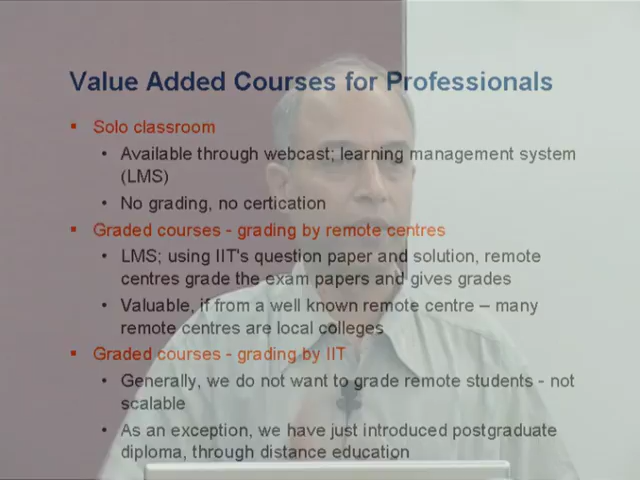 Value Added Courses for Professionals
▪ Solo classroom
• Available through webcast; learning management system
(LMS)
• No grading, no certication
▪ Graded courses - grading by remote centres
• LMS; using IIT's question paper and solution, remote
centres grade the exam papers and gives grades
• Valuable, if from a well known remote centre – many
remote centres are local colleges
▪ Graded courses - grading by IIT
• Generally, we do not want to grade remote students - not
scalable
• As an exception, we have just introduced postgraduate
diploma, through distance education